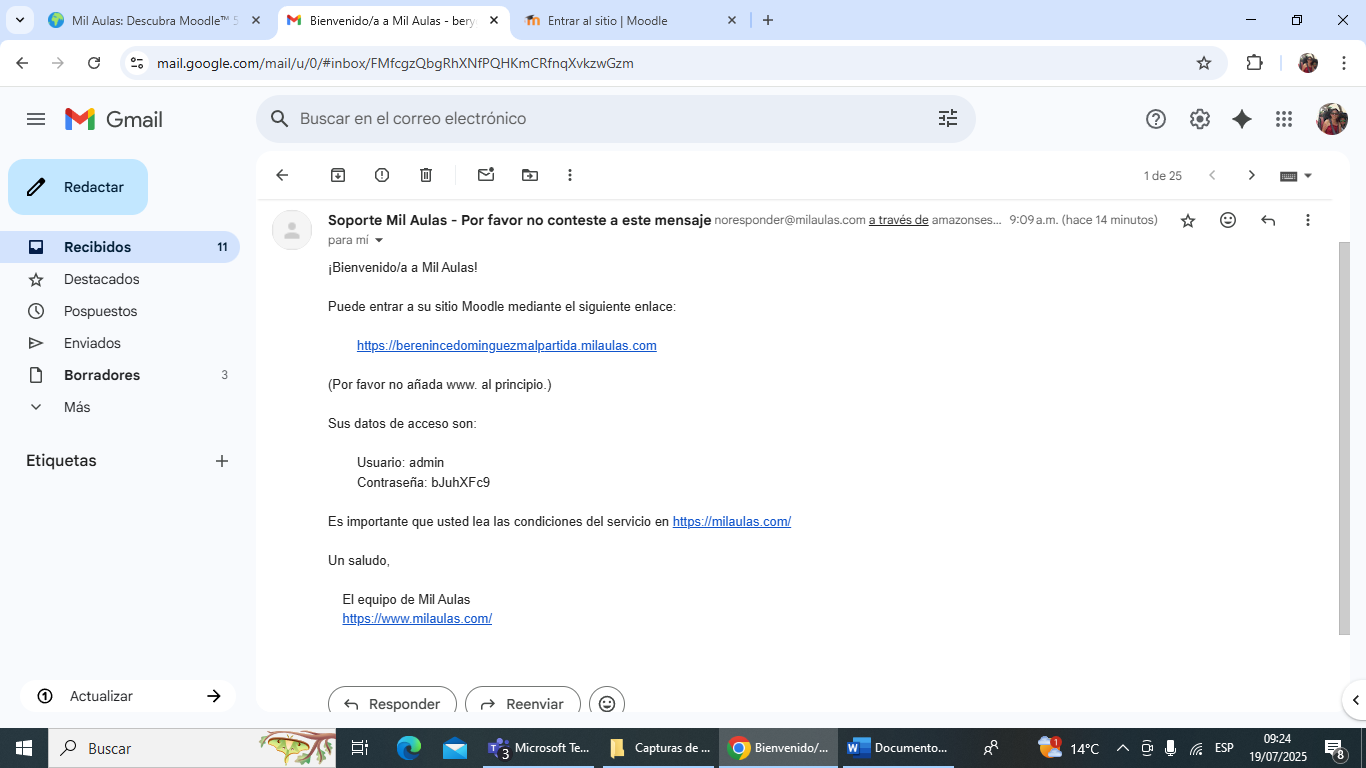 Mil Aulas: Descubra Moodle™ 5
Bienvenido/a a Mil Aulas - bery
Entrar al sitio | Moodle
mail.google.com/mail/u/0/#inbox/FMfcgzQbgRhXNfPQHKmCRfnqXvkzwGzm
Gmail
Buscar en el correo electrónico
Redactar
1 de 25
Recibidos 11
Destacados
Pospuestos
Enviados
Borradores 3
Más
Etiquetas
Actualizar
Soporte Mil Aulas - Por favor no conteste a este mensaje noresponder@milaulas.com a través de amazonses... 9:09 a.m. (hace 14 minutos)
para mí
¡Bienvenido/a a Mil Aulas!
Puede entrar a su sitio Moodle mediante el siguiente enlace:
https://berenincedominguezmalpartida.milaulas.com
(Por favor no añada www. al principio.)
Sus datos de acceso son:
Usuario: admin
Contraseña: bJuhXFc9
Es importante que usted lea las condiciones del servicio en https://milaulas.com/
Un saludo,
El equipo de Mil Aulas
https://www.milaulas.com/
Responder
Reenviar
Buscar
3
Microsoft Te...
Capturas de ...
Bienvenido/...
Documento...
1
14°C
ESP
09:24
19/07/2025
8